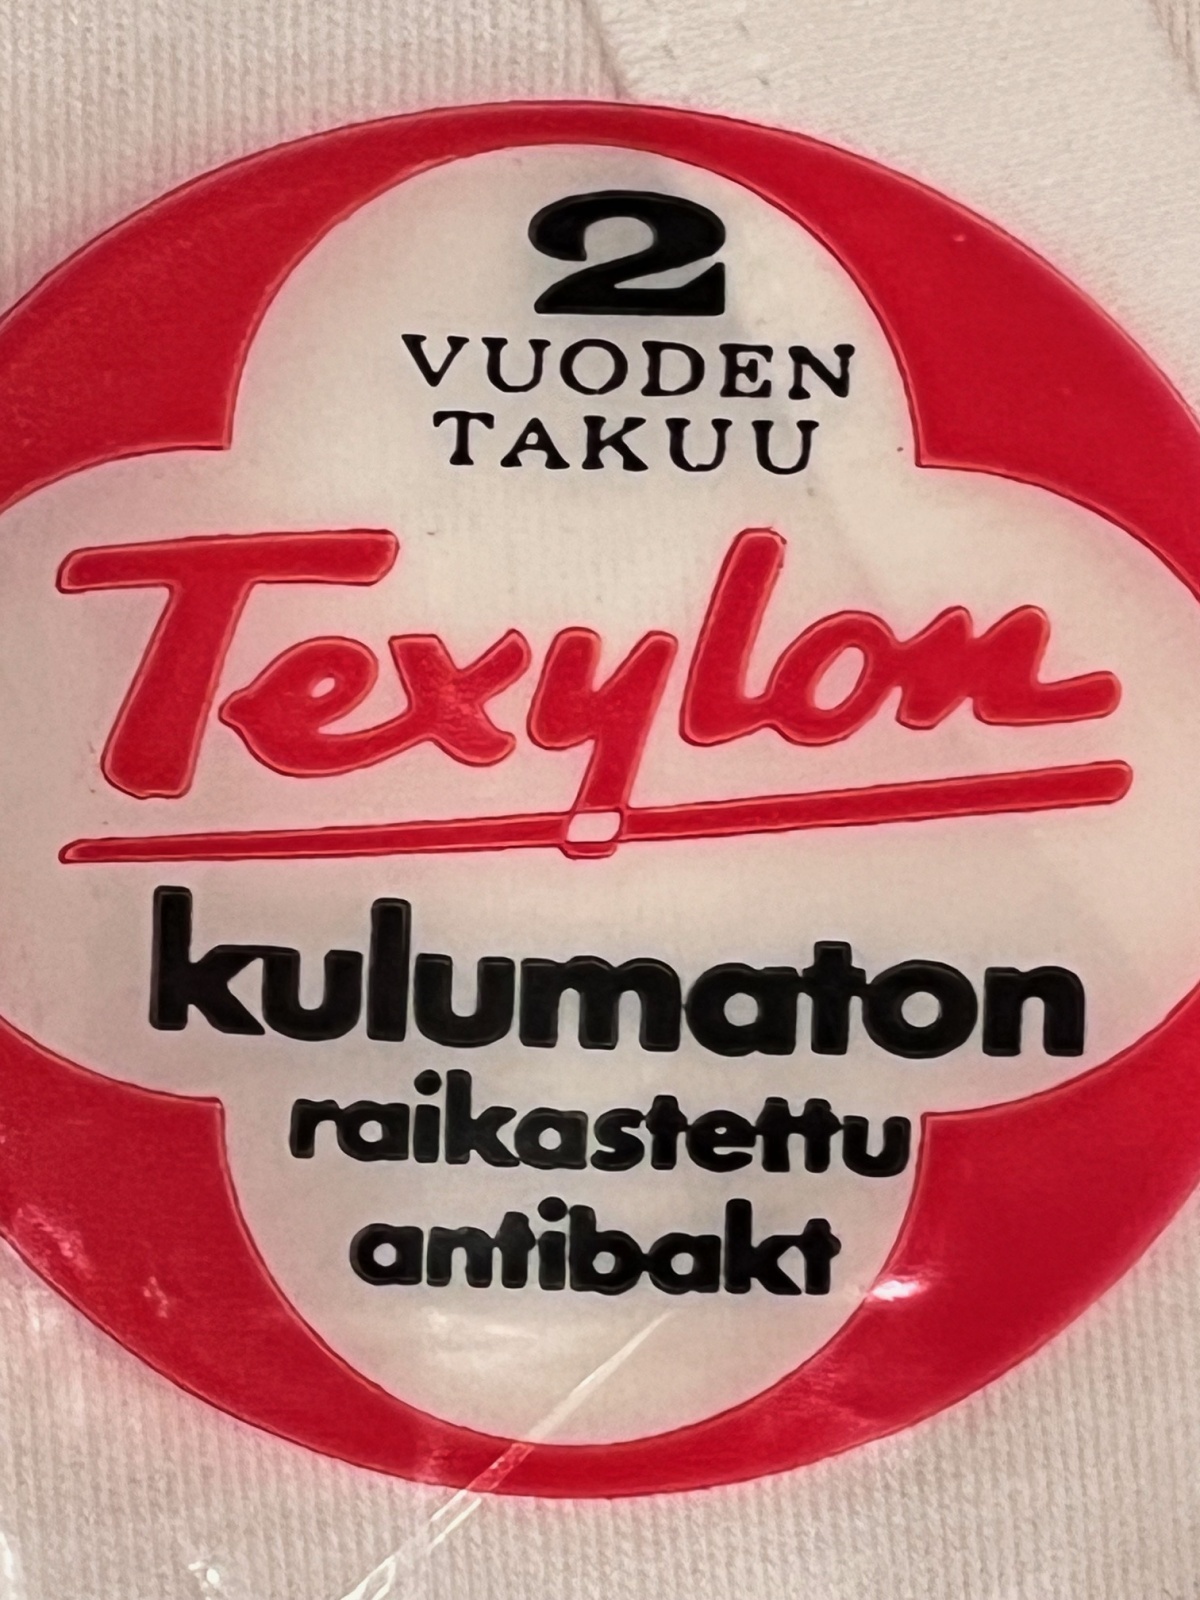 2
VUODEN
TAKUU
Texylon
kulumaton
raikastettu
antibakt